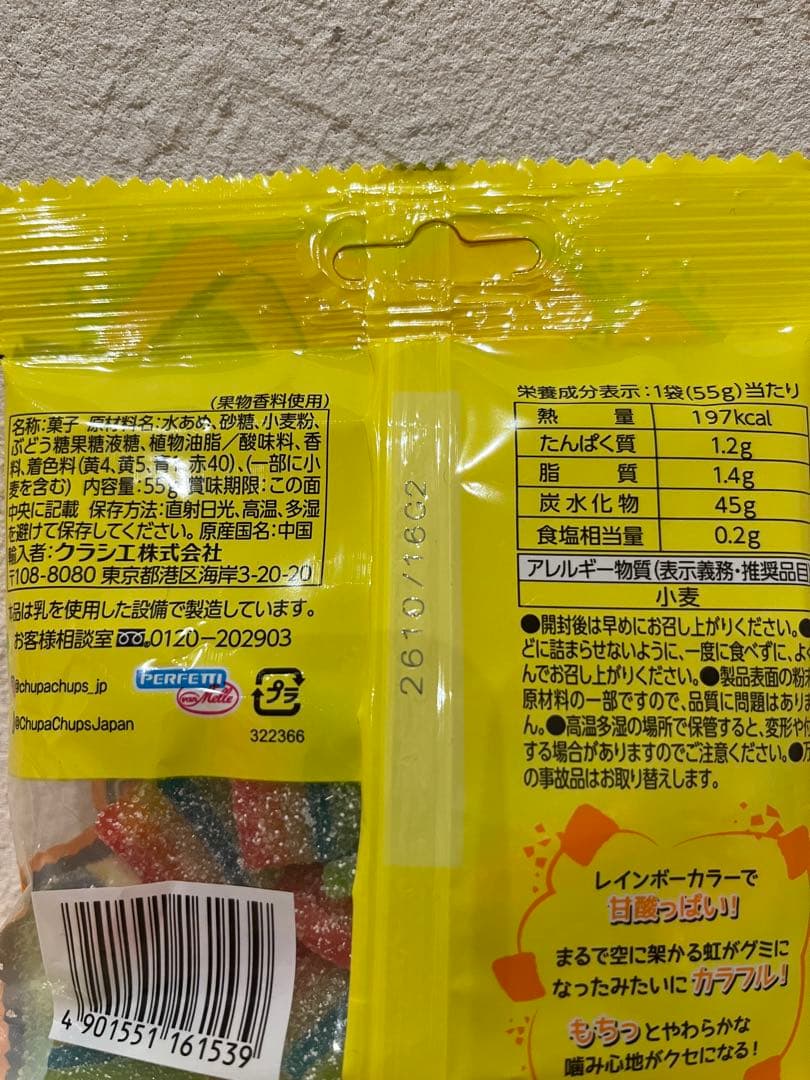 (果物香料使用)
名称:菓子 原材料名:水あめ、砂糖、小麦粉、
ぶどう糖果糖液糖、植物油脂／酸味料、香
料、着色料(黄4、黄5、青1、赤40)、(一部に小
麦を含む) 内容量:55g 賞味期限:この面
中央に記載 保存方法:直射日光、高温、多湿
を避けて保存してください。原産国名:中国
輸入者:クラシエ株式会社
〒108-8080 東京都港区海岸3-20-20
本品は乳を使用した設備で製造しています。
お客様相談室 0120-202903
@chupachups_jp
PERFETTI
van Melle
プラ
@ChupaChupsJapan
322366
4 901551 161539
2610/16G2
栄養成分表示:1袋(55g)当たり
熱 量 197kcal
たんぱく質 1.2g
脂 質 1.4g
炭水化物 45g
食塩相当量 0.2g
アレルギー物質(表示義務・推奨品目
小麦
●開封後は早めにお召し上がりください。●
どに詰まらせないように、一度に食べずに、よく
んでお召し上がりください。●製品表面の粉末
原材料の一部ですので、品質に問題はありま
ん。●高温多湿の場所で保管すると、変形や付
する場合がありますのでご注意ください。●万
の事故品はお取り替えします。
レインボーカラーで
甘酸っぱい!
まるで空に架かる虹がグミに
なったみたいにカラフル!
もちっとやわらかな
噛み心地がクセになる!